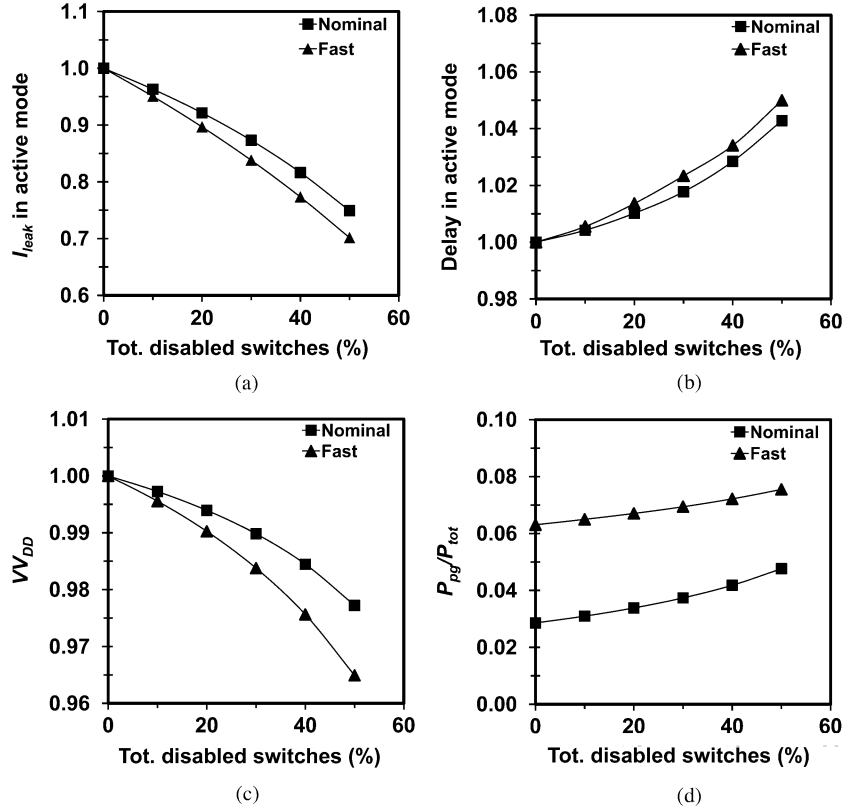 1.1
1.0
0.9
0.8
0.7
0.6
I_leak in active mode
Nominal
Fast
0 20 40 60
Tot. disabled switches (%)
(a)
1.08
1.06
1.04
1.02
1.00
0.98
Delay in active mode
Nominal
Fast
0 20 40 60
Tot. disabled switches (%)
(b)
1.01
1.00
0.99
0.98
0.97
0.96
VV_DD
Nominal
Fast
0 20 40 60
Tot. disabled switches (%)
(c)
0.10
0.08
0.06
0.04
0.02
0.00
P_pg/P_tot
Nominal
Fast
0 20 40 60
Tot. disabled switches (%)
(d)